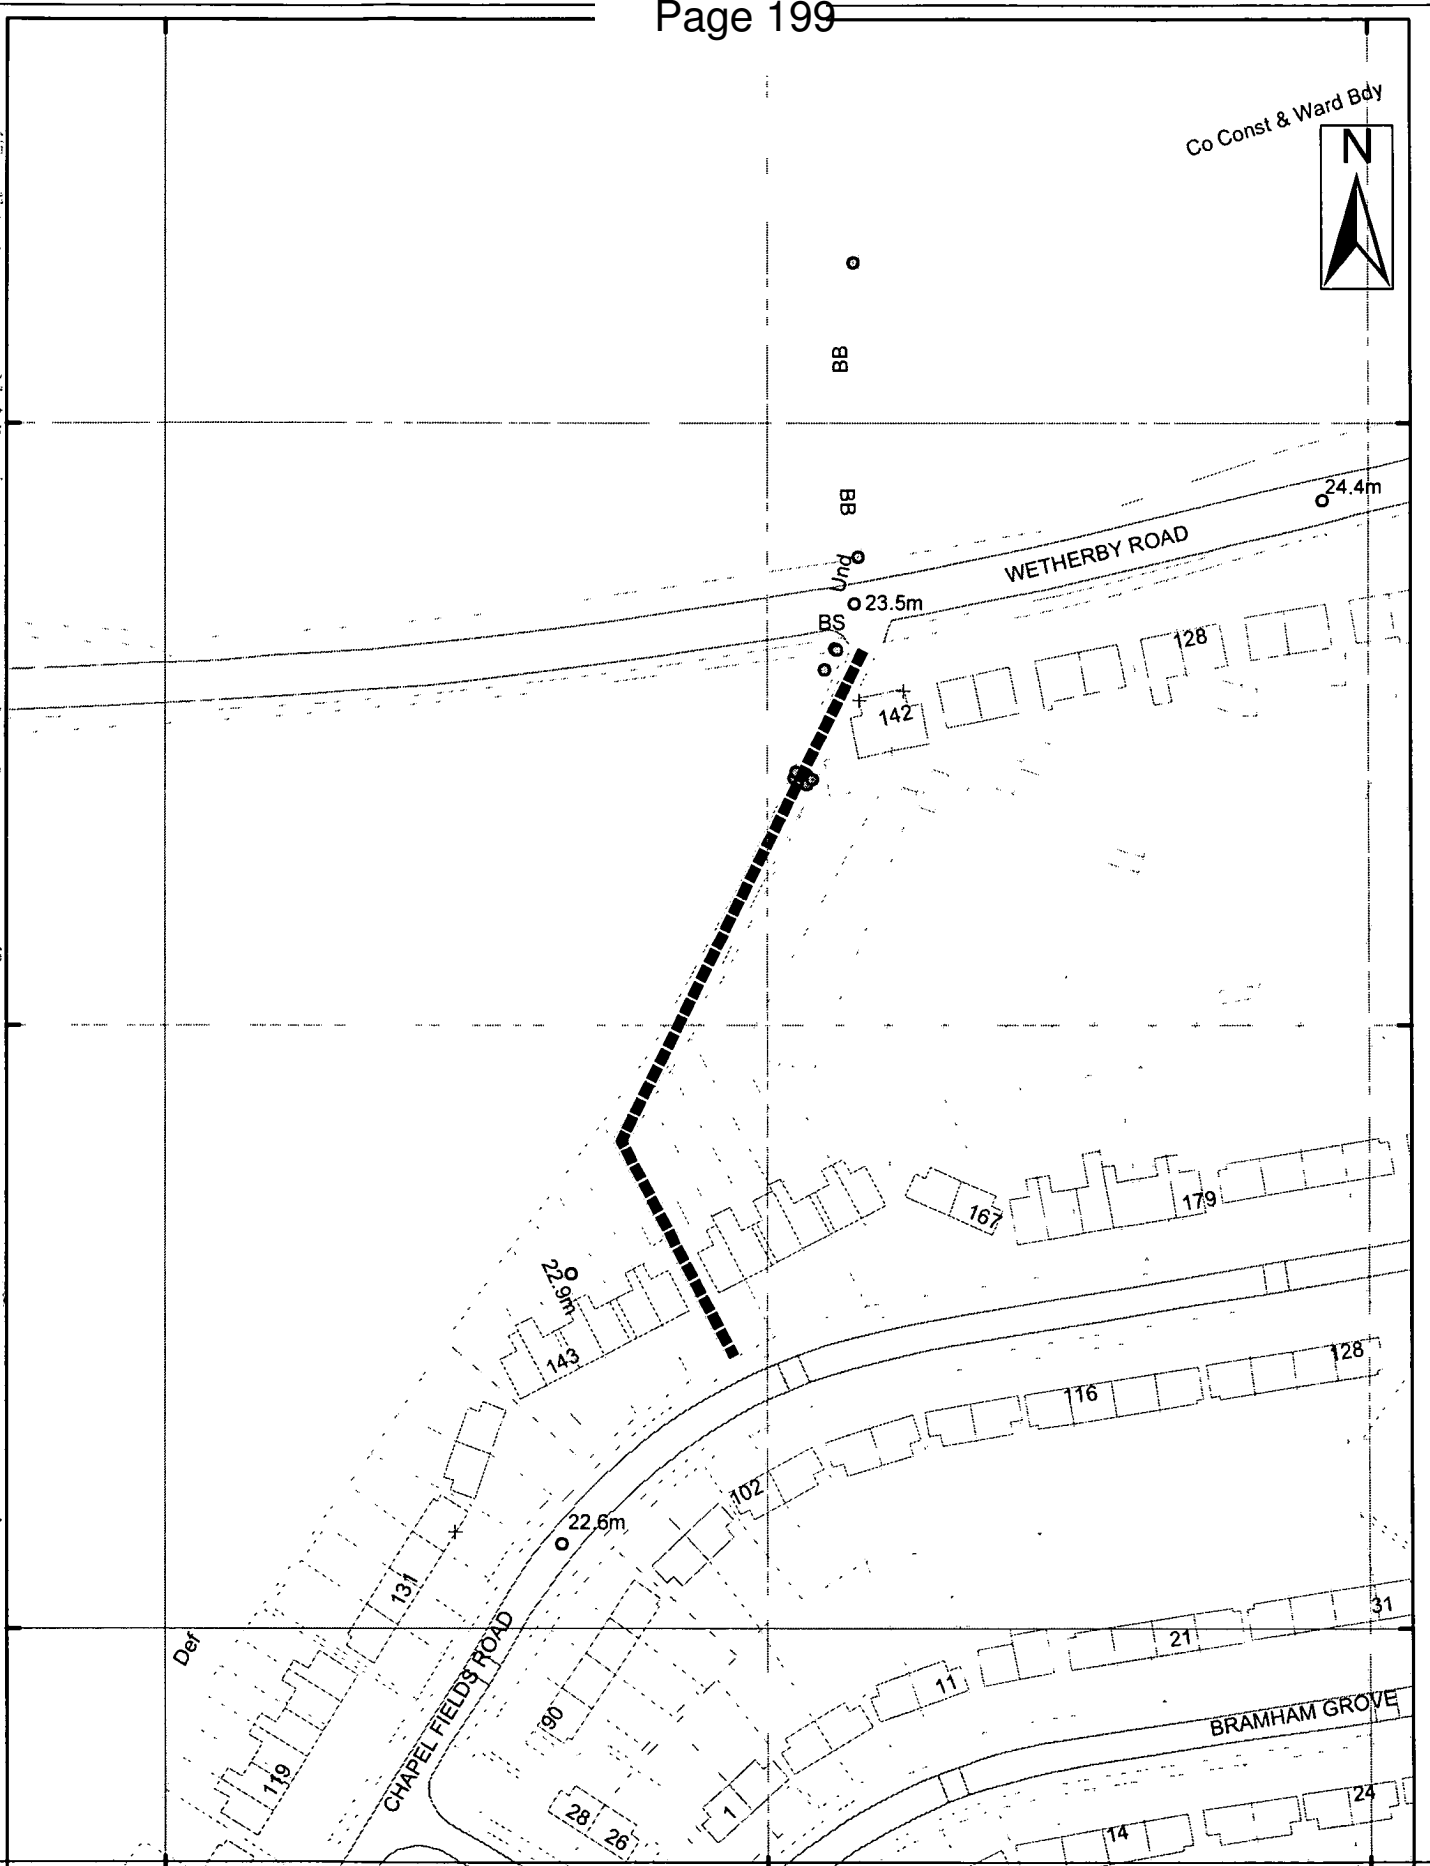 Page 199
Co Const & Ward Bdy
N
BB
BB
24.4m
WETHERBY ROAD
Und
23.5m
BS
128
142
167
179
22.9m
143
128
116
102
22.6m
131
Def
CHAPEL FIELDS ROAD
90
119
31
21
11
BRAMHAM GROVE
1
28
26
24
14